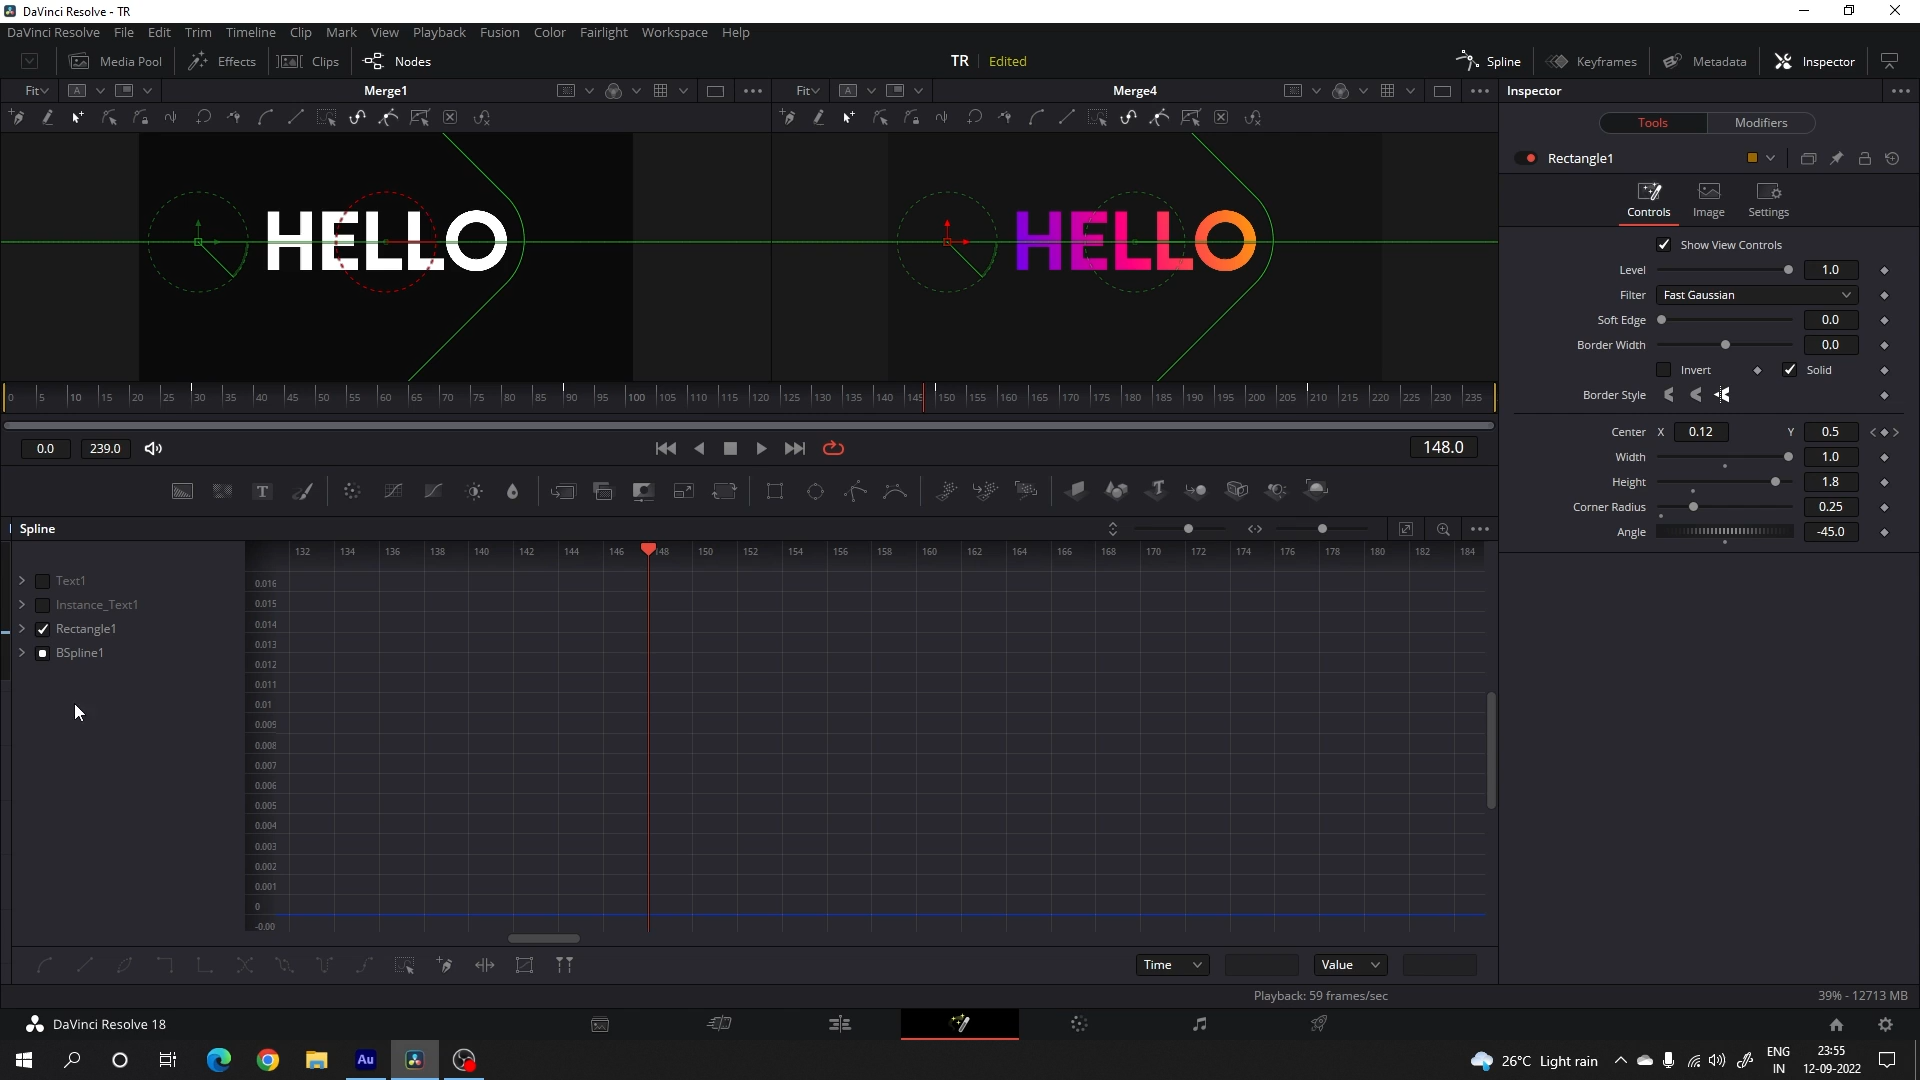 DaVinci Resolve - TR
DaVinci Resolve File Edit Trim Timeline Clip Mark View Playback Fusion Color Fairlight Workspace Help
Media Pool Effects Clips Nodes TR Edited Spline Keyframes Metadata Inspector
Fit A Merge1 Fit A Merge4 Inspector
Tools Modifiers
Rectangle1
Controls Image Settings
HELLO HELLO
Show View Controls
Level 1.0
Filter Fast Gaussian
Soft Edge 0.0
Border Width 0.0
Invert Solid
Border Style
0 5 10 15 20 25 30 35 40 45 50 55 60 65 70 75 80 85 90 95 100 105 110 115 120 125 130 135 140 145 150 155 160 165 170 175 180 185 190 195 200 205 210 215 220 225 230 235
Center X 0.12 Y 0.5
0.0 239.0 148.0
Width 1.0
Height 1.8
Corner Radius 0.25
Angle -45.0
T
Spline
132 134 136 138 140 142 144 146 148 150 152 154 156 158 160 162 164 166 168 170 172 174 176 178 180 182 184
Text1
Instance_Text1
Rectangle1
BSpline1
0.016
0.015
0.014
0.013
0.012
0.011
0.01
0.009
0.008
0.007
0.006
0.005
0.004
0.003
0.002
0.001
0
-0.00
Time Value
Playback: 59 frames/sec 39% - 12713 MB
DaVinci Resolve 18
Au 26°C Light rain ENG IN 23:55
12-09-2022